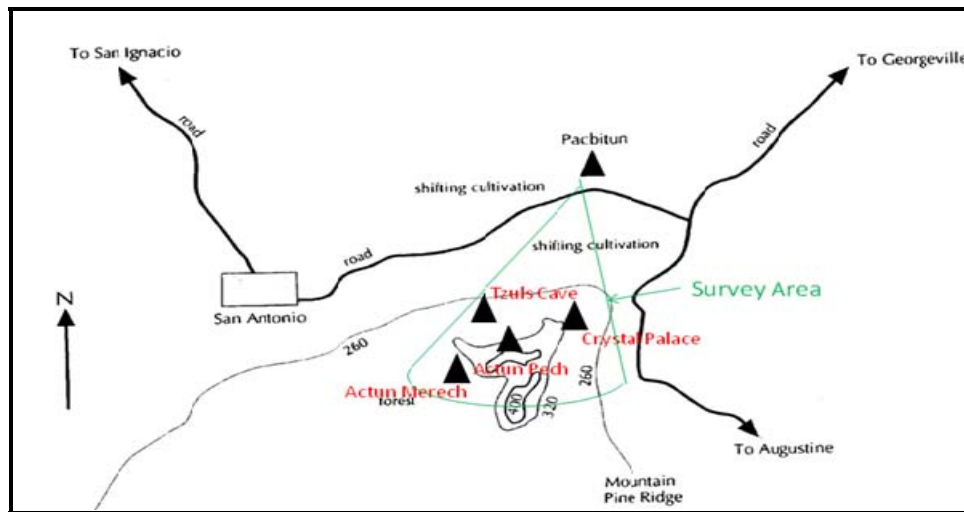 To San Ignacio
To Georgeville
road
road
Pacbitun
shifting cultivation
shifting cultivation
road
N
Tzuls Cave
Survey Area
San Antonio
260
Crystal Palace
Actun Pech
Actun Merech
forest
400
320
260
To Augustine
Mountain
Pine Ridge